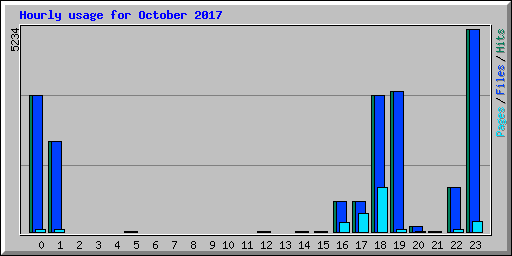 Hourly usage for October 2017
5234
Pages/Files/Hits
0 1 2 3 4 5 6 7 8 9 10 11 12 13 14 15 16 17 18 19 20 21 22 23